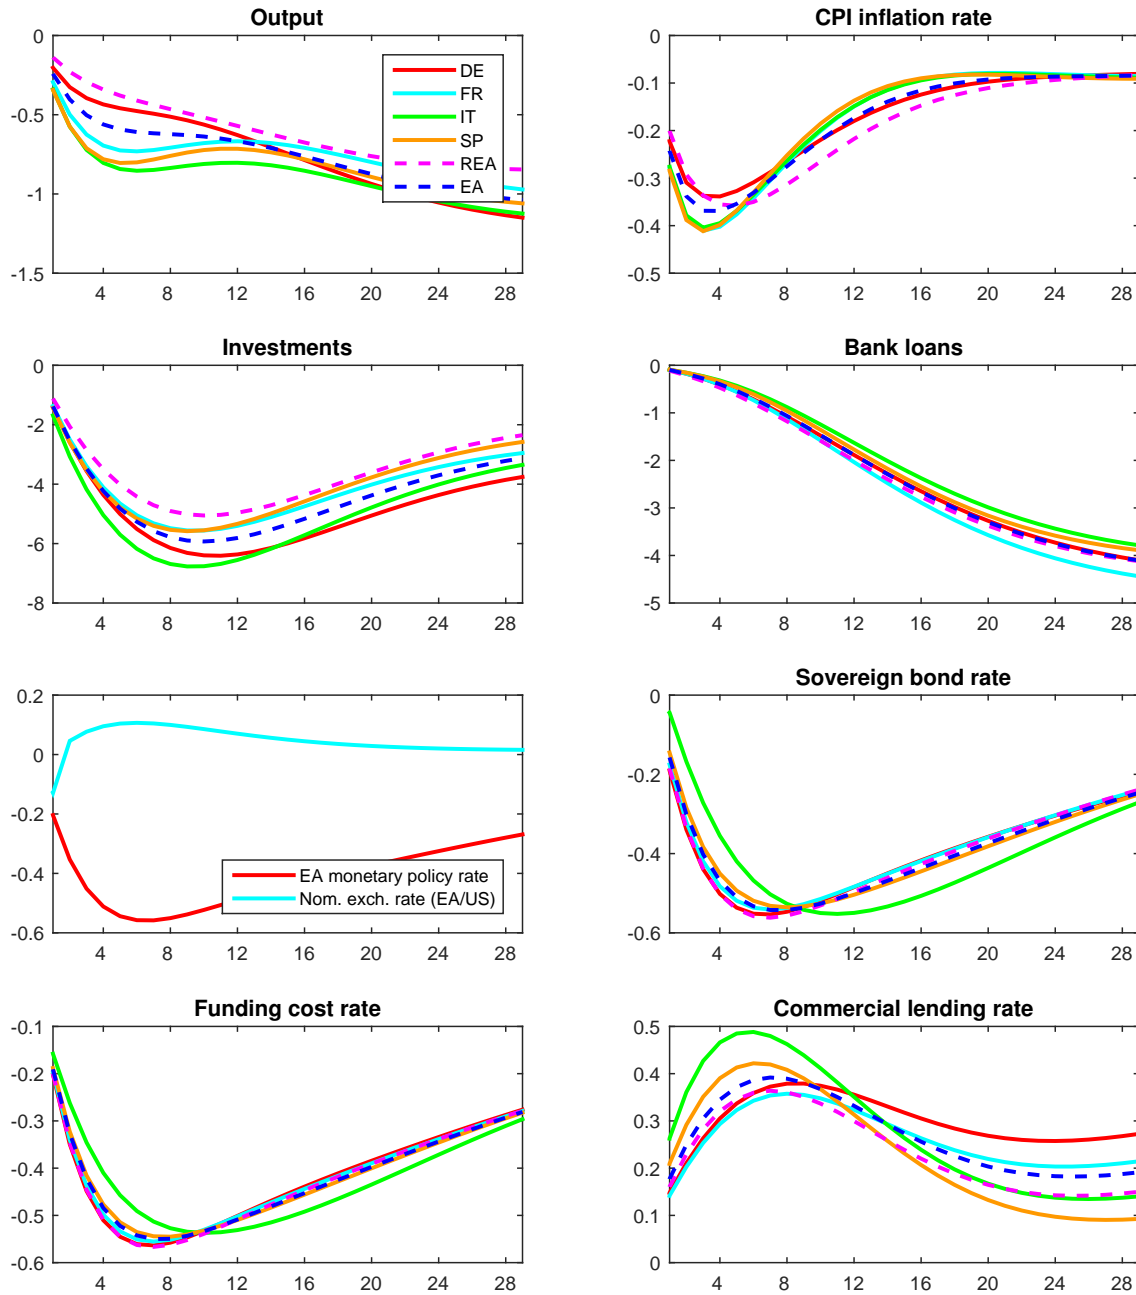 Output
0
-0.5
-1
-1.5
4 8 12 16 20 24 28
DE
FR
IT
SP
REA
EA
CPI inflation rate
0
-0.1
-0.2
-0.3
-0.4
-0.5
4 8 12 16 20 24 28
Investments
0
-2
-4
-6
-8
4 8 12 16 20 24 28
Bank loans
0
-1
-2
-3
-4
-5
4 8 12 16 20 24 28
0.2
0
-0.2
-0.4
-0.6
4 8 12 16 20 24 28
EA monetary policy rate
Nom. exch. rate (EA/US)
Sovereign bond rate
0
-0.2
-0.4
-0.6
4 8 12 16 20 24 28
Funding cost rate
-0.1
-0.2
-0.3
-0.4
-0.5
-0.6
4 8 12 16 20 24 28
Commercial lending rate
0.5
0.4
0.3
0.2
0.1
0
4 8 12 16 20 24 28